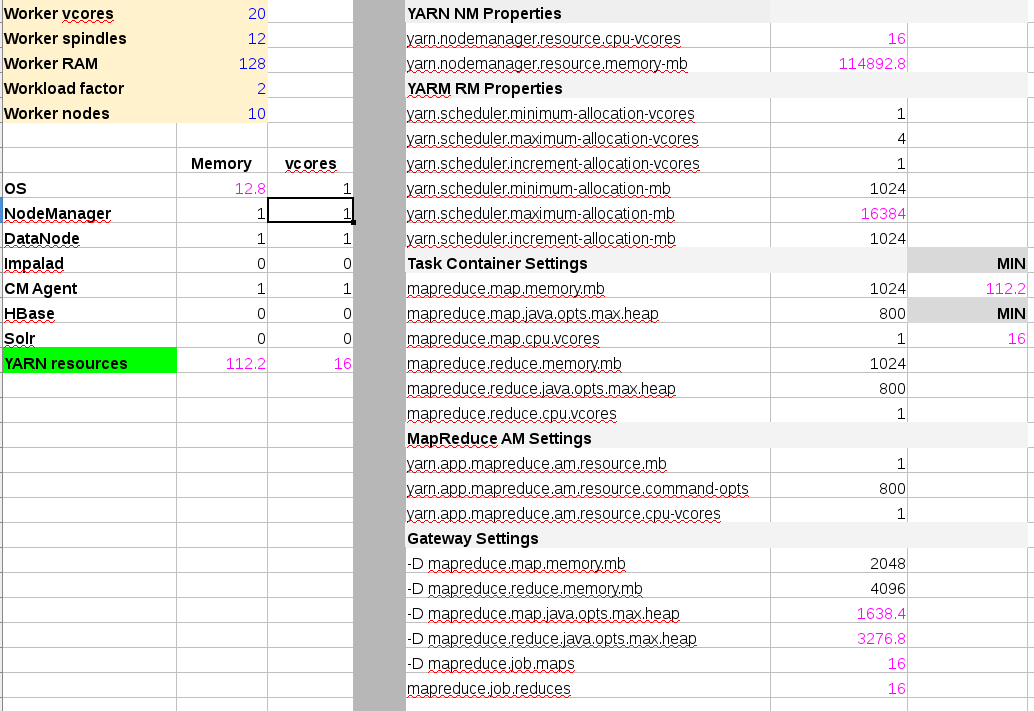 Worker vcores 20
Worker spindles 12
Worker RAM 128
Workload factor 2
Worker nodes 10
Memory vcores
OS 12.8 1
NodeManager 1 1
DataNode 1 1
Impalad 0 0
CM Agent 1 1
HBase 0 0
Solr 0 0
YARN resources 112.2 16
YARN NM Properties
yarn.nodemanager.resource.cpu-vcores 16
yarn.nodemanager.resource.memory-mb 114892.8
YARM RM Properties
yarn.scheduler.minimum-allocation-vcores 1
yarn.scheduler.maximum-allocation-vcores 4
yarn.scheduler.increment-allocation-vcores 1
yarn.scheduler.minimum-allocation-mb 1024
yarn.scheduler.maximum-allocation-mb 16384
yarn.scheduler.increment-allocation-mb 1024
Task Container Settings MIN
mapreduce.map.memory.mb 1024 112.2
mapreduce.map.java.opts.max.heap 800 MIN
mapreduce.map.cpu.vcores 1 16
mapreduce.reduce.memory.mb 1024
mapreduce.reduce.java.opts.max.heap 800
mapreduce.reduce.cpu.vcores 1
MapReduce AM Settings
yarn.app.mapreduce.am.resource.mb 1
yarn.app.mapreduce.am.resource.command-opts 800
yarn.app.mapreduce.am.resource.cpu-vcores 1
Gateway Settings
-D mapreduce.map.memory.mb 2048
-D mapreduce.reduce.memory.mb 4096
-D mapreduce.map.java.opts.max.heap 1638.4
-D mapreduce.reduce.java.opts.max.heap 3276.8
-D mapreduce.job.maps 16
mapreduce.job.reduces 16